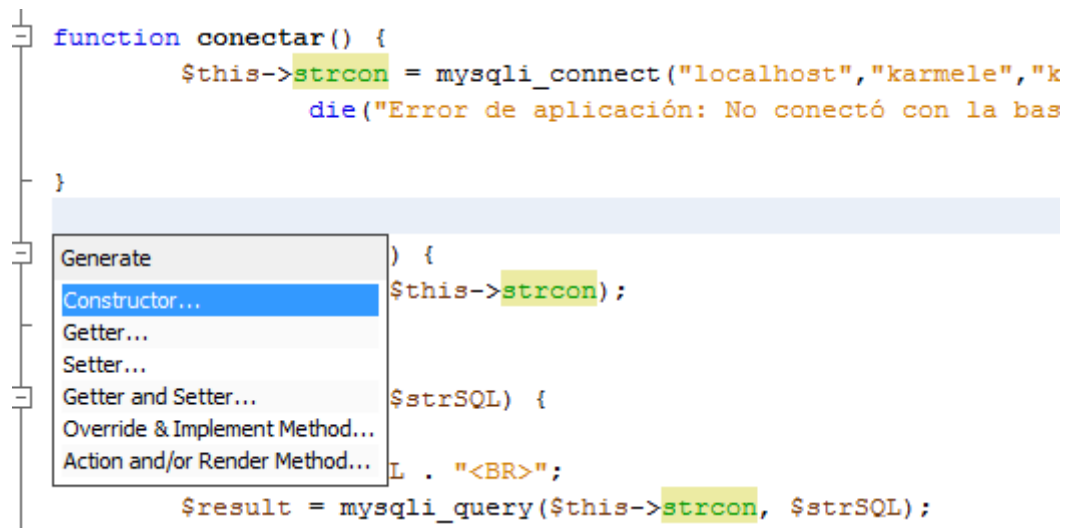 function conectar() {
$this->strcon = mysqli_connect("localhost","karmele","k
die("Error de aplicación: No conectó con la bas
}
Generate
) {
Constructor...
$this->strcon);
Getter...
Setter...
Getter and Setter...
$strSQL) {
Override & Implement Method...
Action and/or Render Method...
L . "<BR>";
$result = mysqli_query($this->strcon, $strSQL);